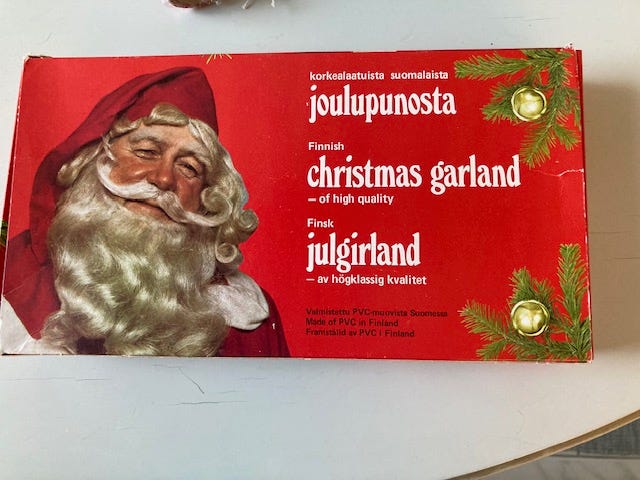 korkealaatuista suomalaista
joulupunosta
Finnish
christmas garland
– of high quality
Finsk
julgirland
– av högklassig kvalitet
Valmistettu PVC-muovista Suomessa
Made of PVC in Finland
Framställd av PVC i Finland